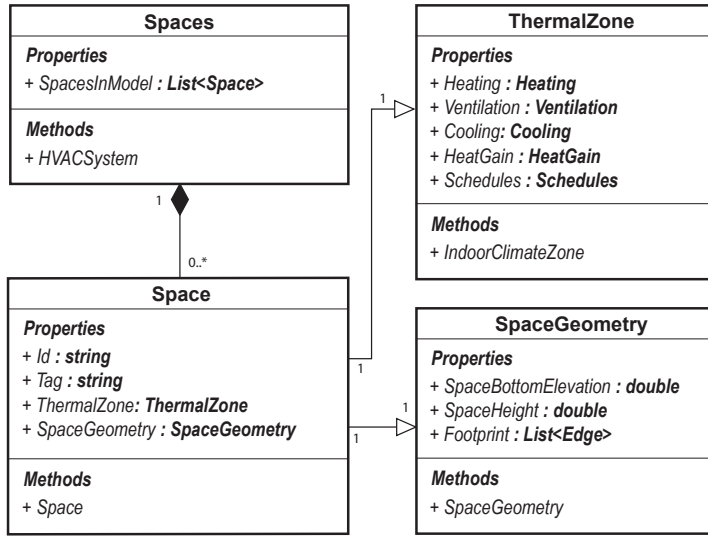 Spaces
Properties
+ SpacesInModel : List<Space>
Methods
+ HVACSystem
1
0..*
Space
Properties
+ Id : string
+ Tag : string
+ ThermalZone: ThermalZone
+ SpaceGeometry : SpaceGeometry
Methods
+ Space
1
1
ThermalZone
Properties
+ Heating : Heating
+ Ventilation : Ventilation
+ Cooling: Cooling
+ HeatGain : HeatGain
+ Schedules : Schedules
Methods
+ IndoorClimateZone
1
1
SpaceGeometry
Properties
+ SpaceBottomElevation : double
+ SpaceHeight : double
+ Footprint : List<Edge>
Methods
+ SpaceGeometry